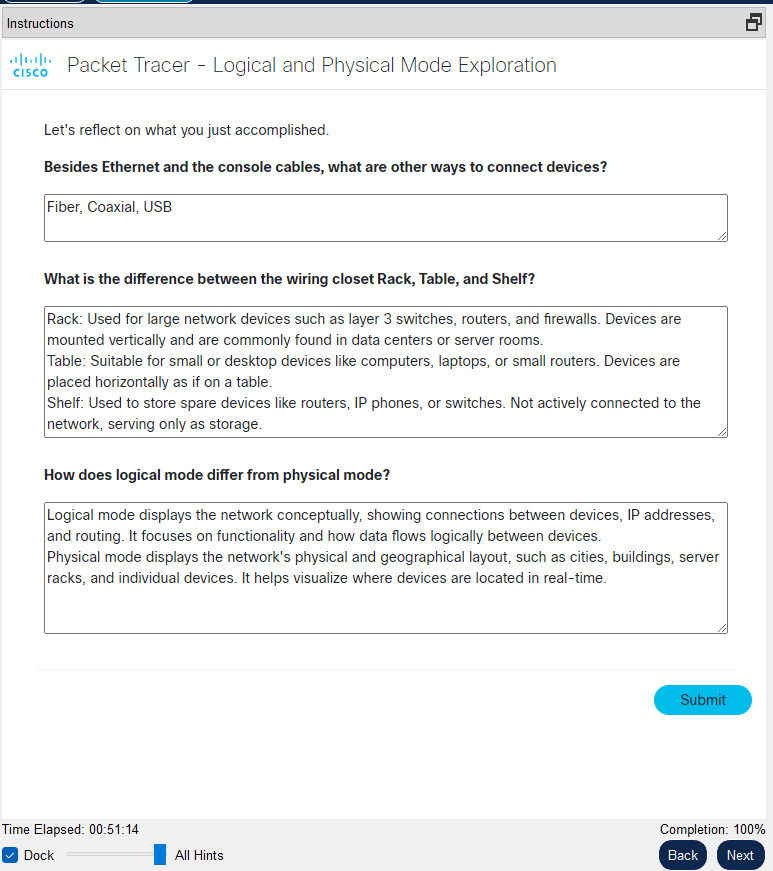 Instructions
CISCO
Packet Tracer - Logical and Physical Mode Exploration
Let's reflect on what you just accomplished.
Besides Ethernet and the console cables, what are other ways to connect devices?
Fiber, Coaxial, USB
What is the difference between the wiring closet Rack, Table, and Shelf?
Rack: Used for large network devices such as layer 3 switches, routers, and firewalls. Devices are
mounted vertically and are commonly found in data centers or server rooms.
Table: Suitable for small or desktop devices like computers, laptops, or small routers. Devices are
placed horizontally as if on a table.
Shelf: Used to store spare devices like routers, IP phones, or switches. Not actively connected to the
network, serving only as storage.
How does logical mode differ from physical mode?
Logical mode displays the network conceptually, showing connections between devices, IP addresses,
and routing. It focuses on functionality and how data flows logically between devices.
Physical mode displays the network's physical and geographical layout, such as cities, buildings, server
racks, and individual devices. It helps visualize where devices are located in real-time.
Submit
Time Elapsed: 00:51:14
Completion: 100%
Dock
All Hints
Back
Next